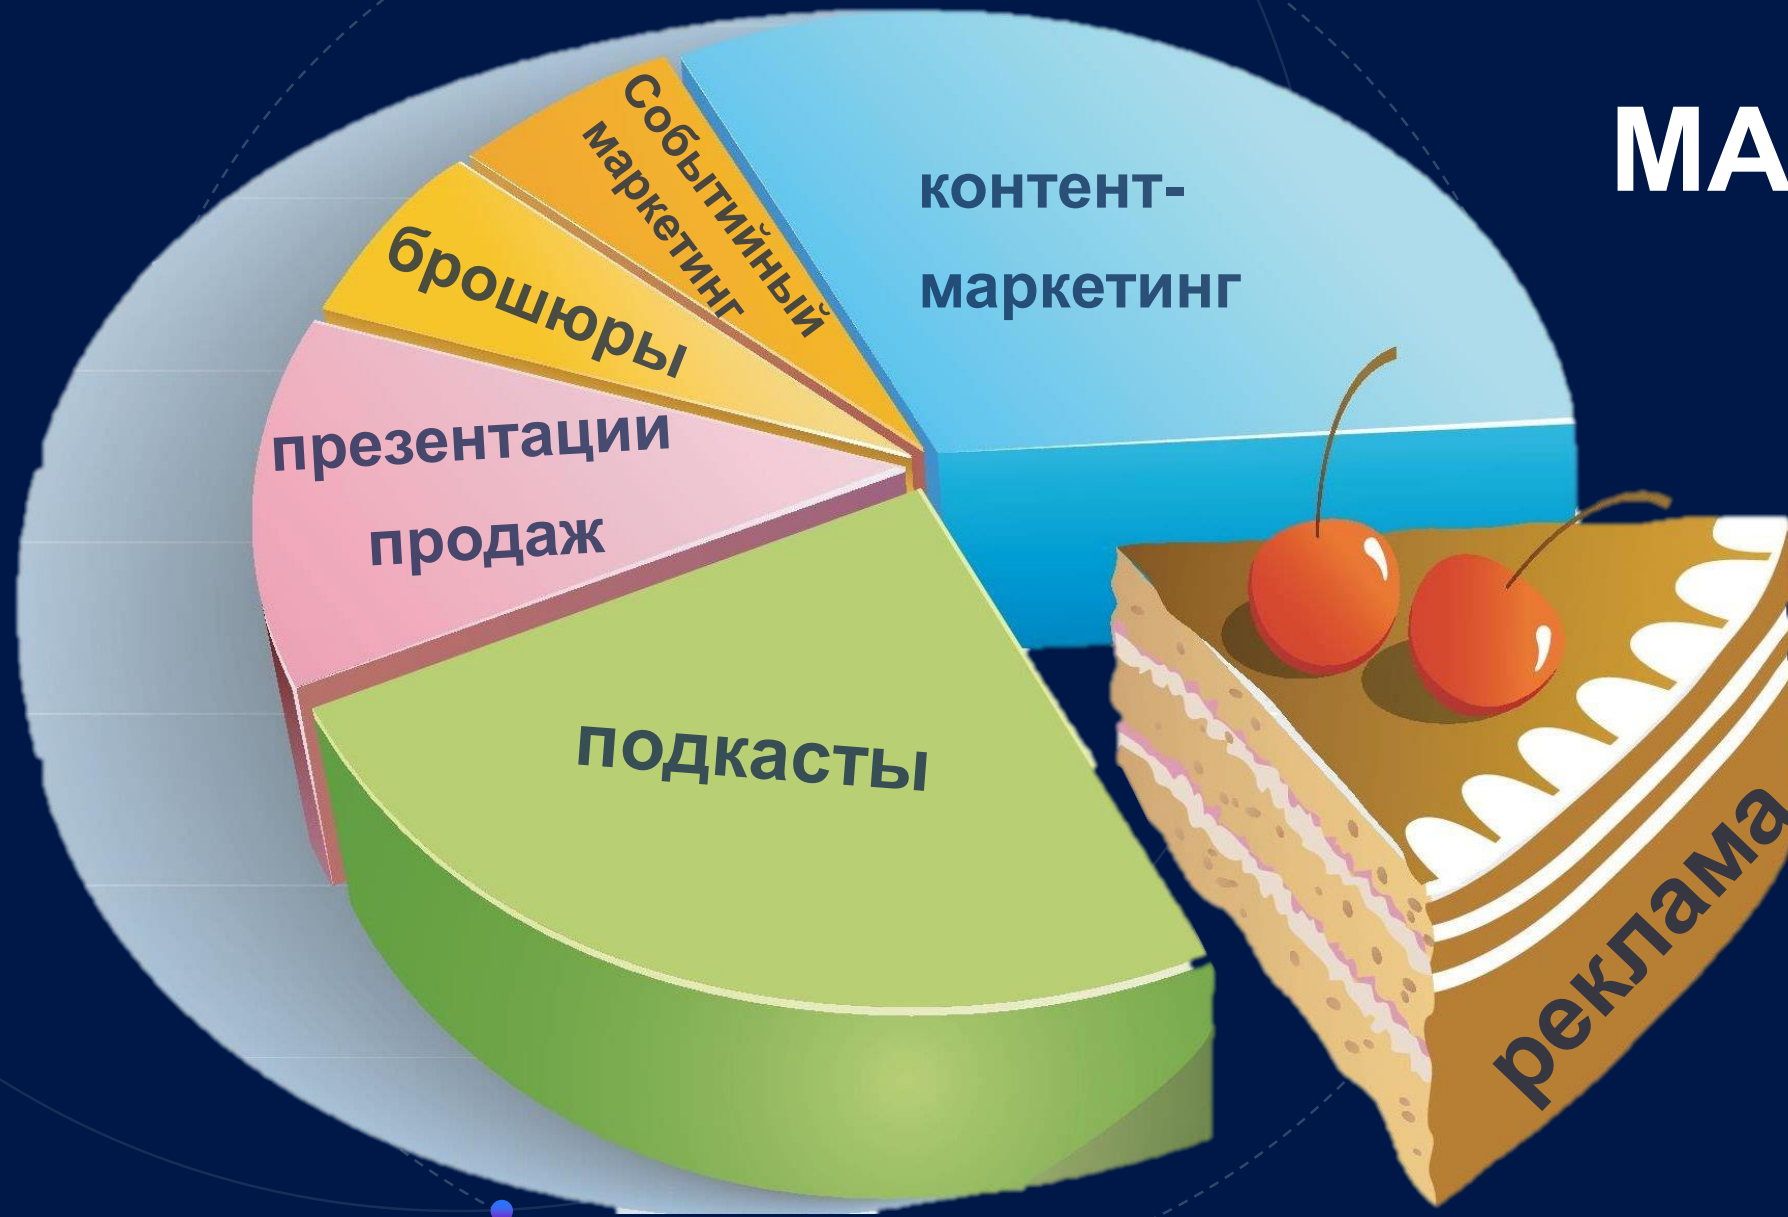 МА
контент-
маркетинг
Событийный
маркетинг
брошюры
презентации
продаж
подкасты
реклама